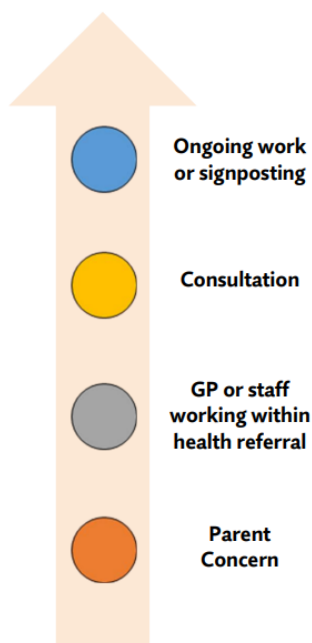 Ongoing work
or signposting
Consultation
GP or staff
working within
health referral
Parent
Concern